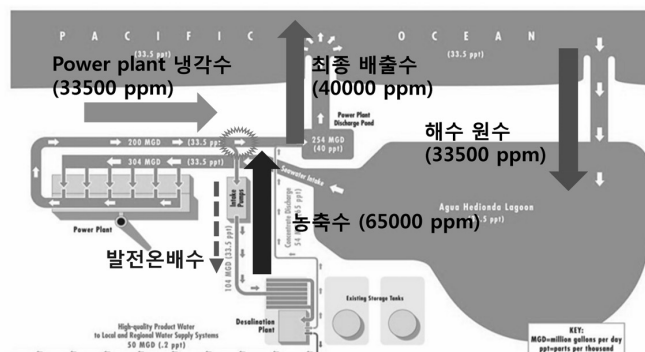 PACIFIC OCEAN
(33.5 ppt)
(33.5 ppt)
Power plant 냉각수
(33500 ppm)
최종 배출수
(40000 ppm)
해수 원수
(33500 ppm)
Power Plant
Discharge Pond
200 MGD
(33.5 ppt
254 MGD
(40 ppt)
304 MGD
(33.5 ppt)
Seawater Intake
Intake
Pumps
Concentrate Discharge
54
ppt)
농축수 (65000 ppm)
Agua Hedionda Lagoon
.5 ppt)
Power Plant
발전온배수
104 MGD (33.5 ppt)
Existing Storage Tanks
High-quality Product Water
to Local and Regional Water Supply Systems
50 MGD (.2 ppt)
Desalination
Plant
KEY:
MGD=million gallons per day
ppt=parts per thousand